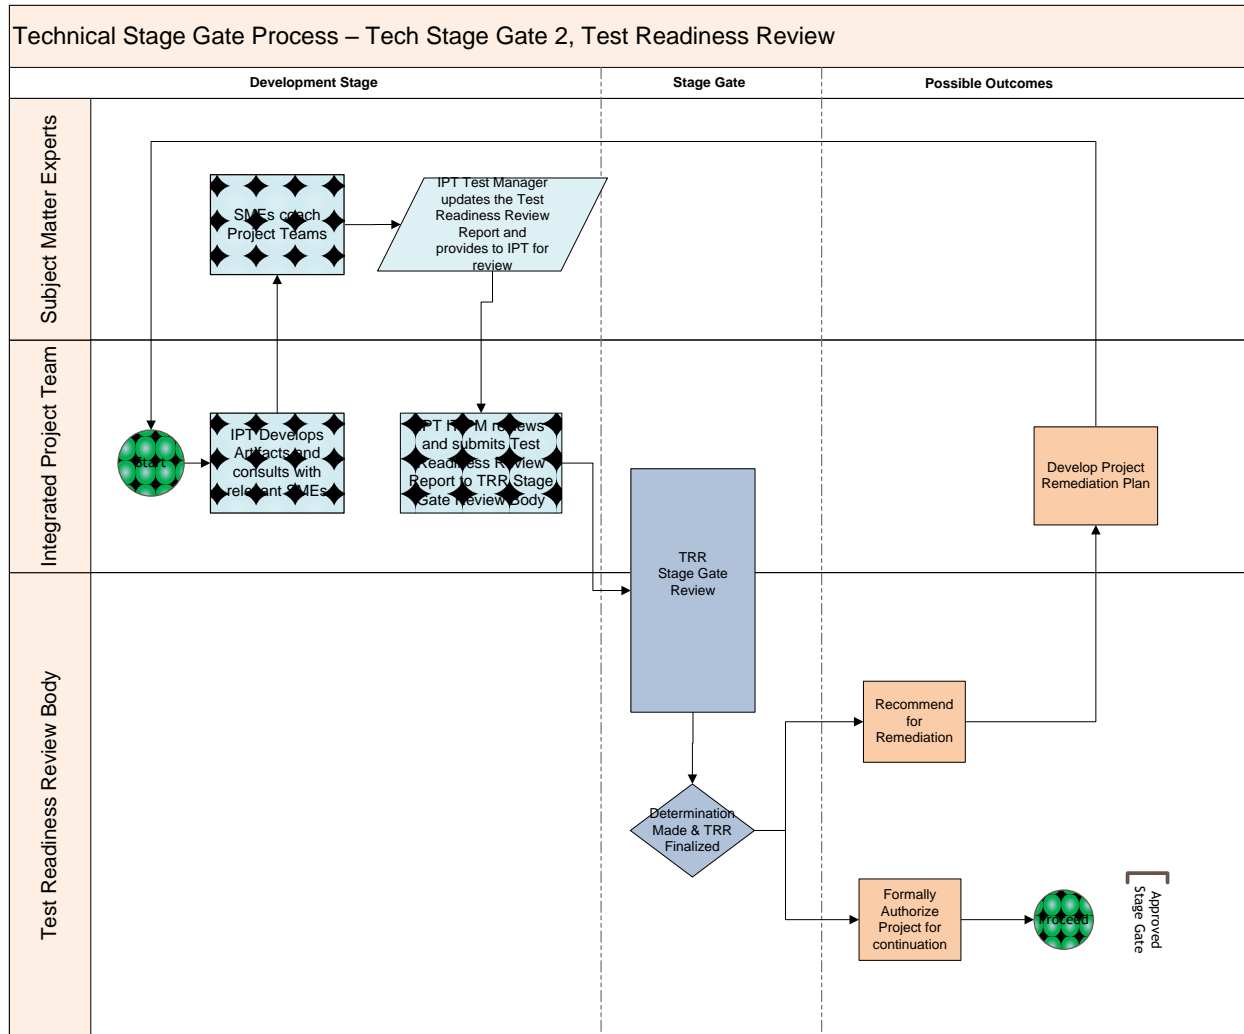 Technical Stage Gate Process – Tech Stage Gate 2, Test Readiness Review
Development Stage
Stage Gate
Possible Outcomes
Subject Matter Experts
SMEs coach
Project Teams
IPT Test Manager
updates the Test
Readiness Review
Report and
provides to IPT for
review
Integrated Project Team
Start
IPT Develops
Artifacts and
consults with
relevant SMEs
IPT reviews
and submits Test
Readiness Review
Report to TRR Stage
Gate Review Body
TRR
Stage Gate
Review
Develop Project
Remediation Plan
Test Readiness Review Body
Determination
Made & TRR
Finalized
Recommend
for
Remediation
Formally
Authorize
Project for
continuation
Proceed
Approved
Stage Gate